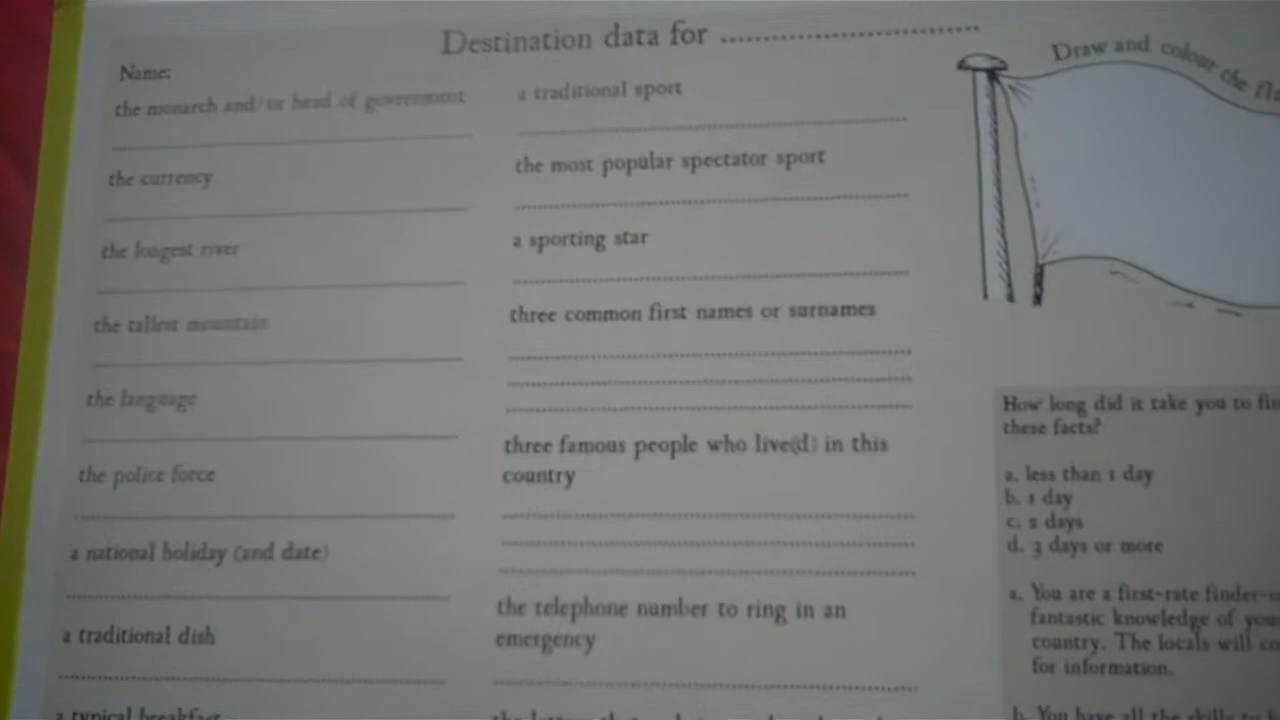 Destination data for ..............................
Name:
the monarch and/or head of government
the currency
the longest river
the tallest mountain
the language
the police force
a national holiday (and date)
a traditional dish
a typical breakfast
a traditional sport
the most popular spectator sport
a sporting star
three common first names or surnames
three famous people who live(d) in this
country
the telephone number to ring in an
emergency
Draw and colour the
How long did it take you to
these facts?
a. less than 1 day
b. 1 day
c. 2 days
d. 3 days or more
a. You are a first-rate
fantastic knowledge of
country. The locals will
for information.
b. You have all the skills